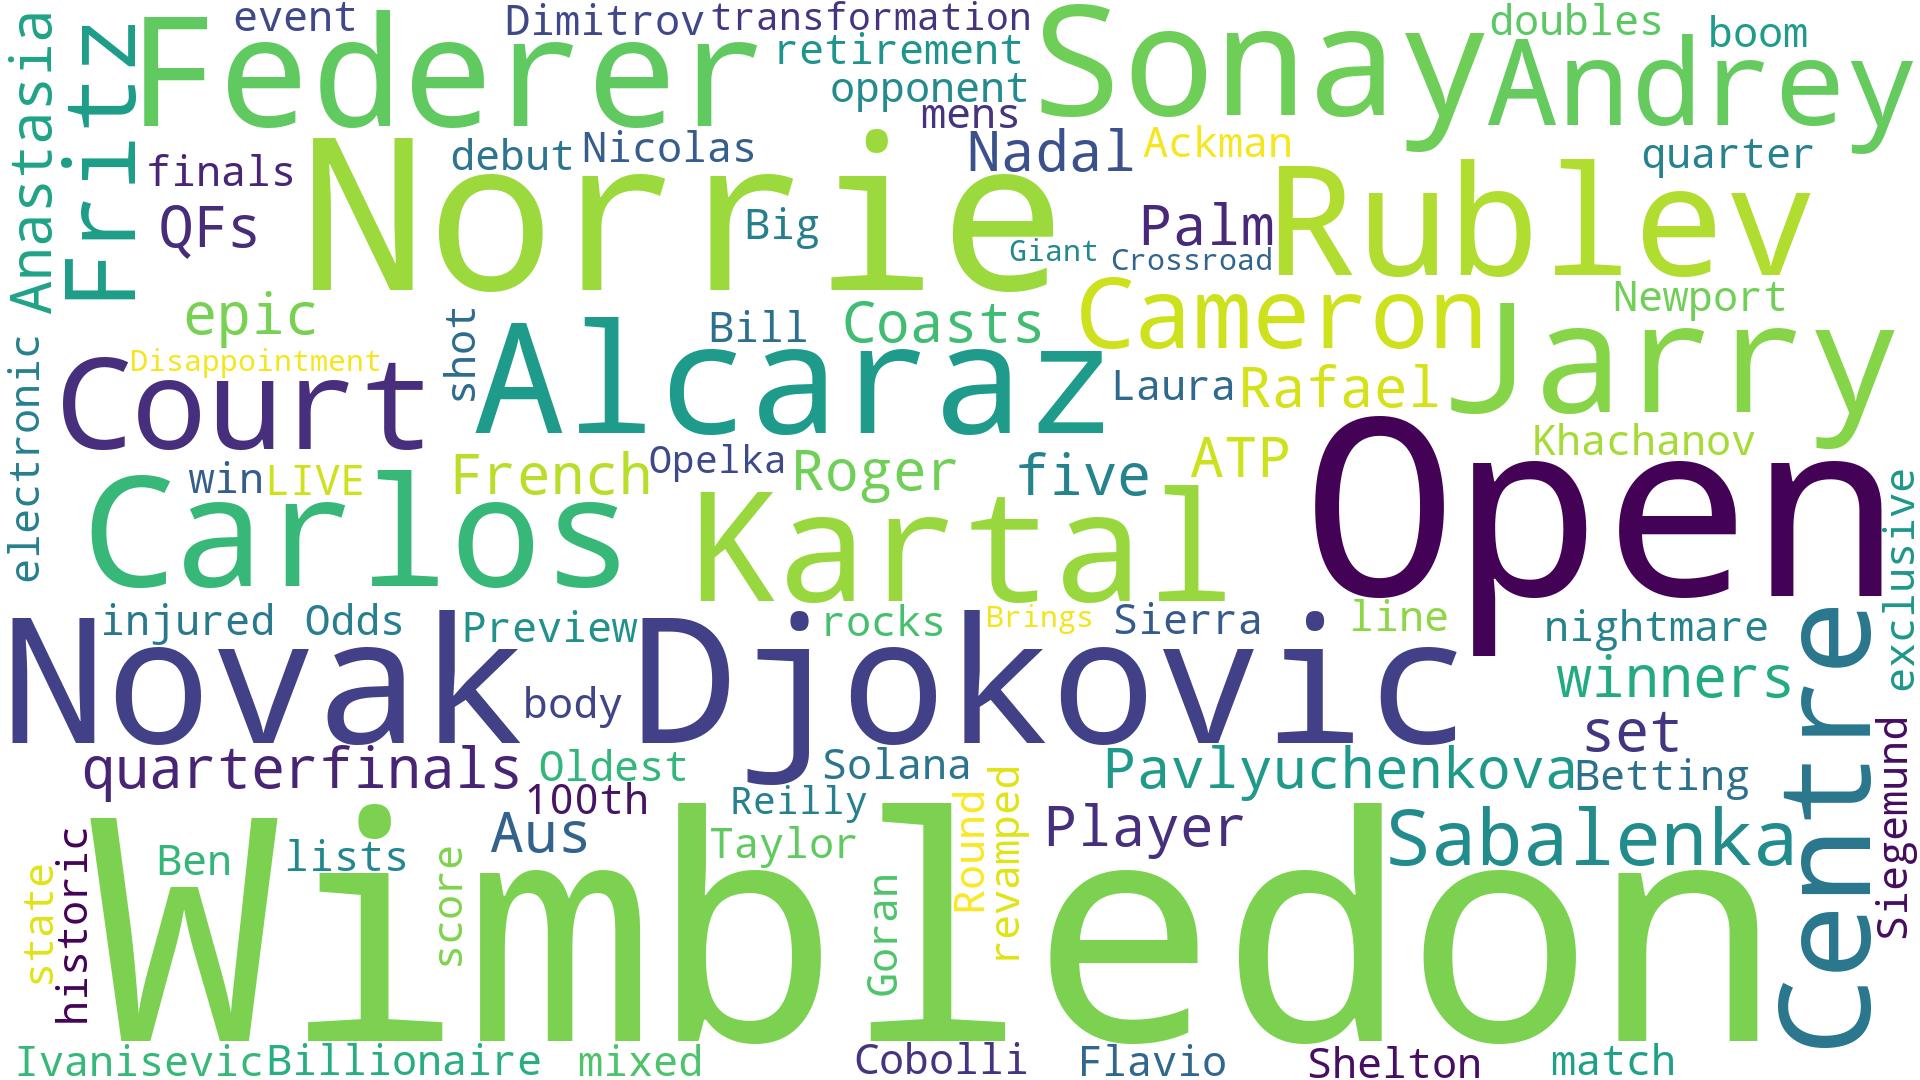 event
Dimitrov
transformation
Federer
retirement
opponent
mens
Sonay
doubles
boom
Andrey
Anastasia
Fritz
finals
QFs
Norrie
debut
Nicolas
Big
Nadal
Ackman
Palm
Giant
Crossroad
Rublev
quarter
epic
Disappointment
Court
shot
Alcaraz
Bill
Coasts
Cameron
Laura
Rafael
Newport
Jarry
Khachanov
electronic
win
LIVE
Carlos
French
Opelka
Roger
five
ATP
Kartal
Open
exclusive
injured
Odds
Preview
Novak
body
Djokovic
rocks
Brings
Sierra
line
nightmare
winners
set
Centre
quarterfinals
Oldest
100th
Aus
Solana
Reilly
Taylor
Round
revamped
Pavlyuchenkova
Betting
Player
Sabalenka
Siegemund
state
historic
Ben
lists
score
Goran
Wimbledon
Ivanisevic
Billionaire
mixed
Cobolli
Flavio
Shelton
match